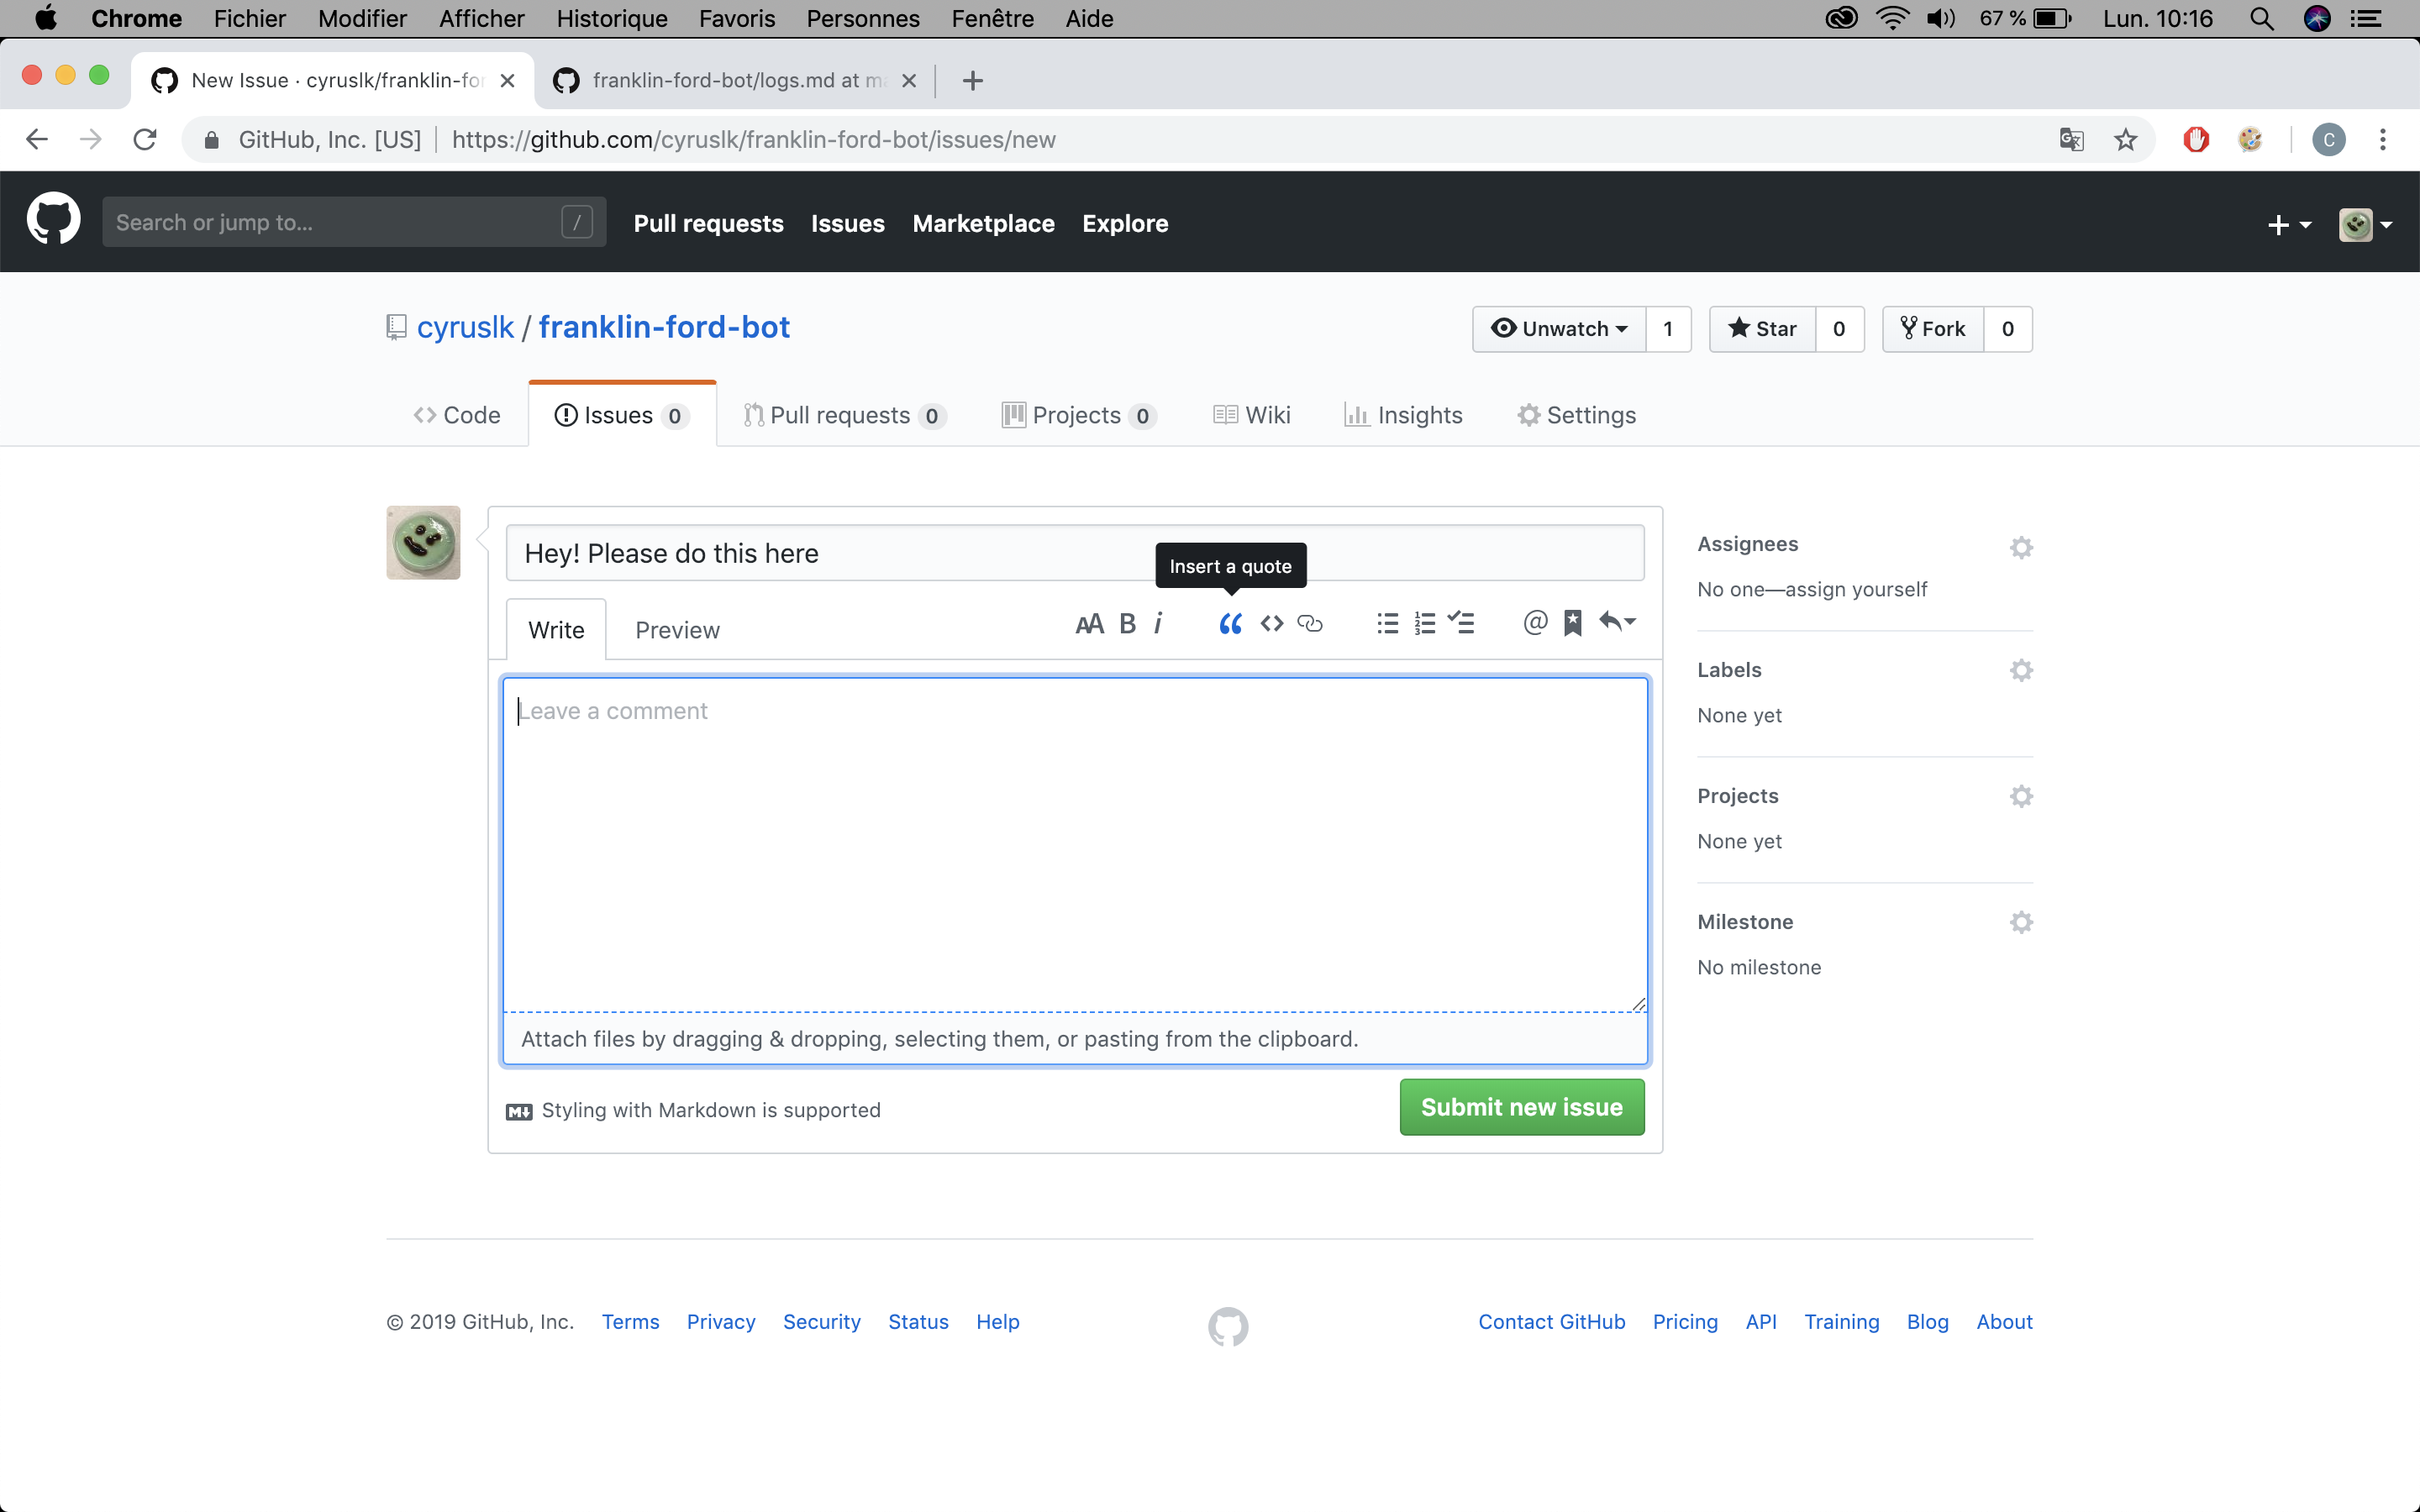 Chrome Fichier Modifier Afficher Historique Favoris Personnes Fenêtre Aide 67 % Lun. 10:16
New Issue · cyruslk/franklin-for franklin-ford-bot/logs.md at ma
GitHub, Inc. [US] https://github.com/cyruslk/franklin-ford-bot/issues/new C
Search or jump to... / Pull requests Issues Marketplace Explore
cyruslk / franklin-ford-bot Unwatch 1 Star 0 Fork 0
Code Issues 0 Pull requests 0 Projects 0 Wiki Insights Settings
Hey! Please do this here
Insert a quote
Write Preview
Leave a comment
Attach files by dragging & dropping, selecting them, or pasting from the clipboard.
Styling with Markdown is supported
Submit new issue
Assignees
No one—assign yourself
Labels
None yet
Projects
None yet
Milestone
No milestone
© 2019 GitHub, Inc. Terms Privacy Security Status Help Contact GitHub Pricing API Training Blog About